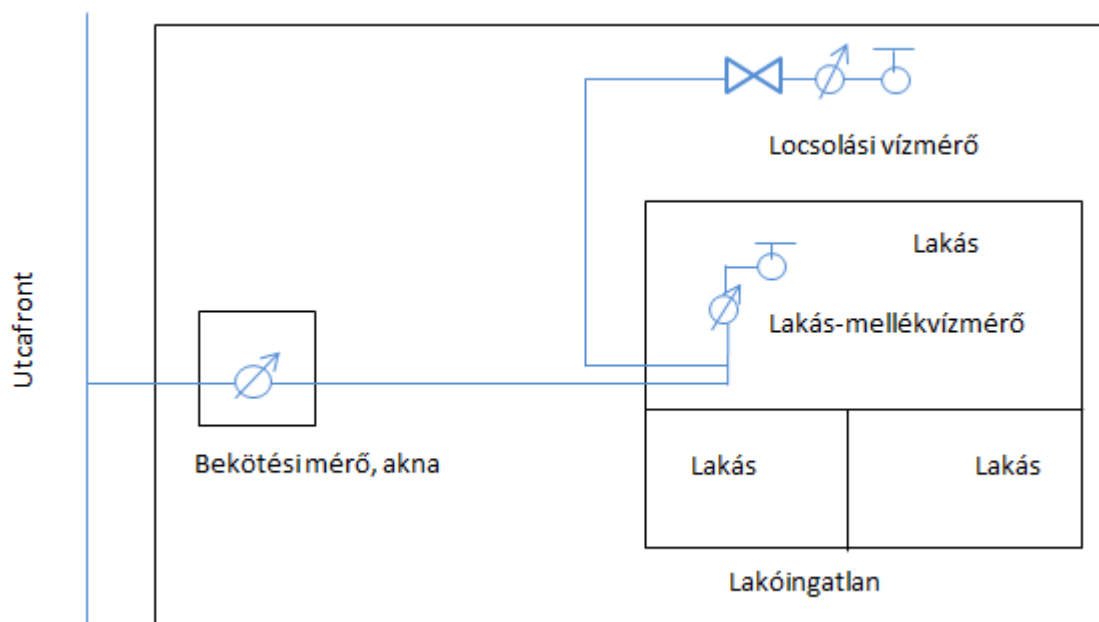 Locsolási vízmérő
Lakás
Lakás-mellékvízmérő
Utcafront
Bekötési mérő, akna
Lakás
Lakás
Lakóingatlan